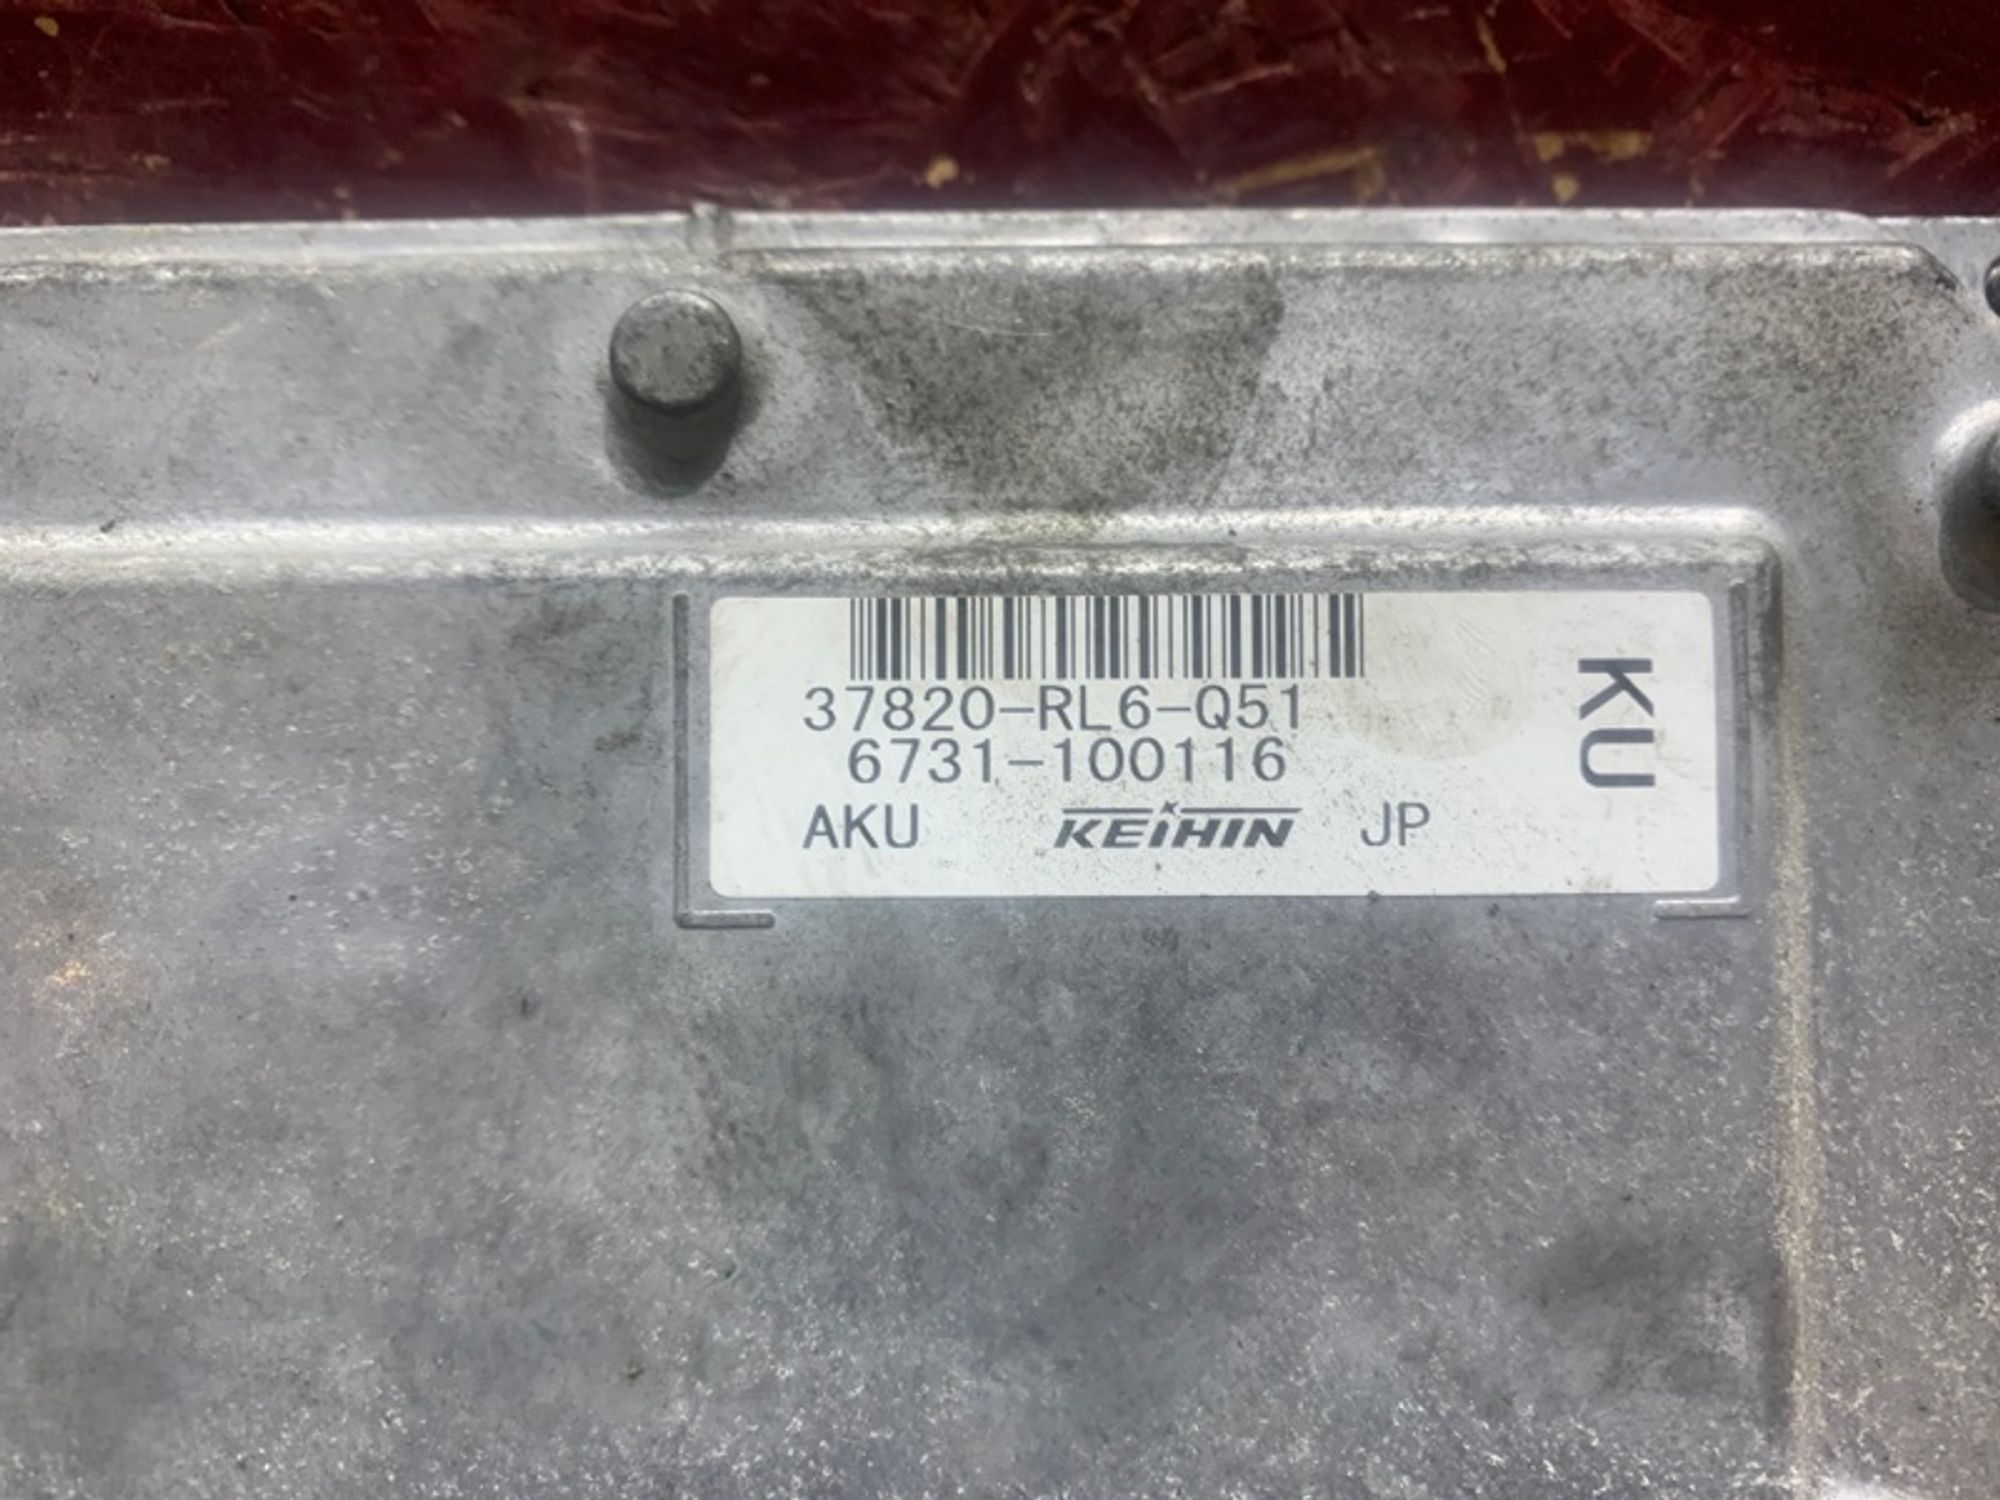 37820-RL6-Q51
6731-100116
AKU KEIHIN JP
KU